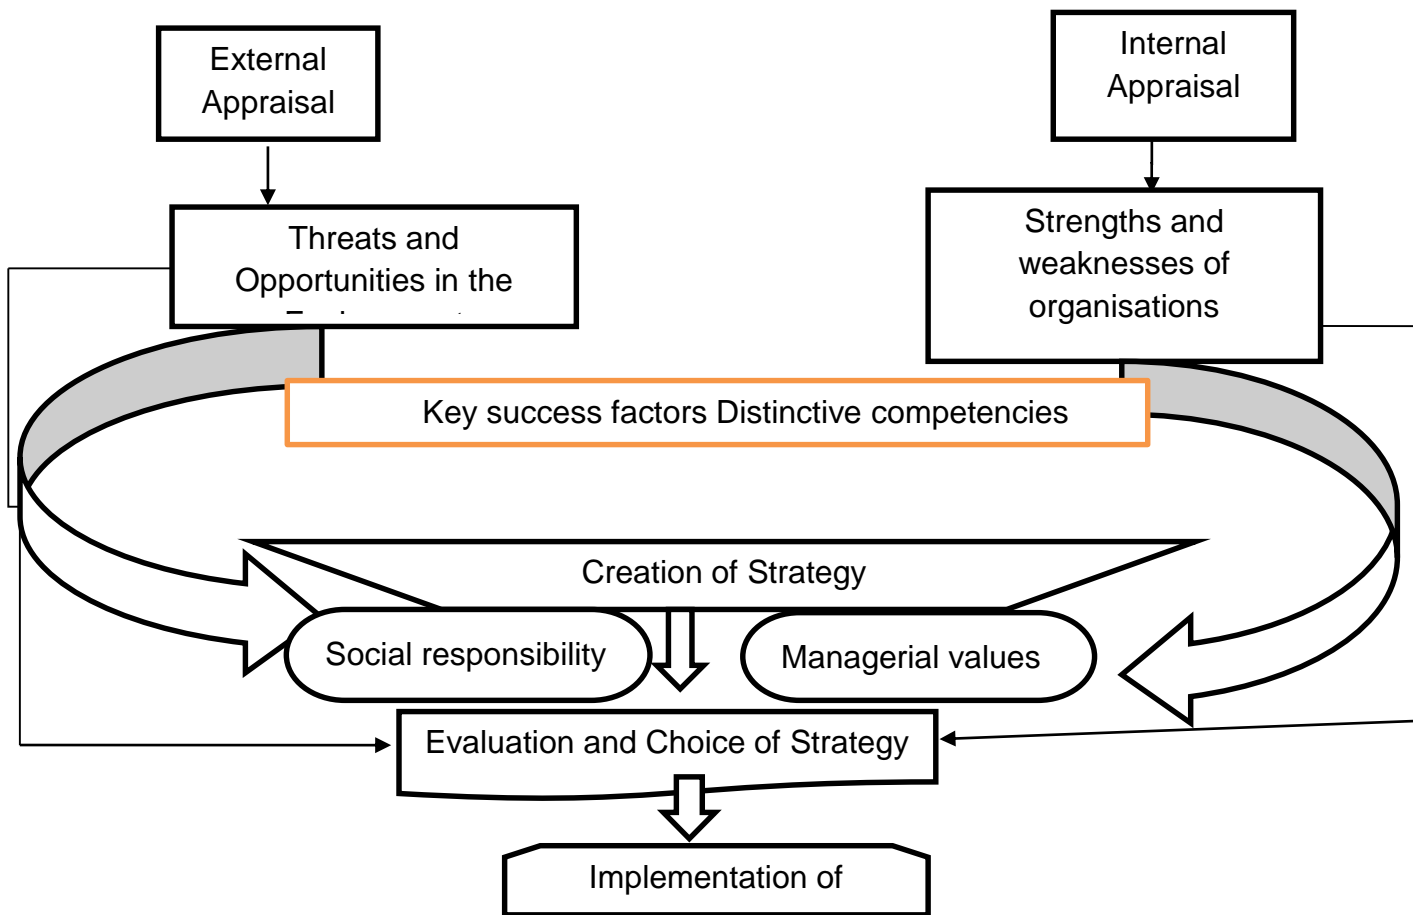 External
Appraisal
Internal
Appraisal
Threats and
Opportunities in the
Strengths and
weaknesses of
organisations
Key success factors Distinctive competencies
Creation of Strategy
Social responsibility
Managerial values
Evaluation and Choice of Strategy
Implementation of